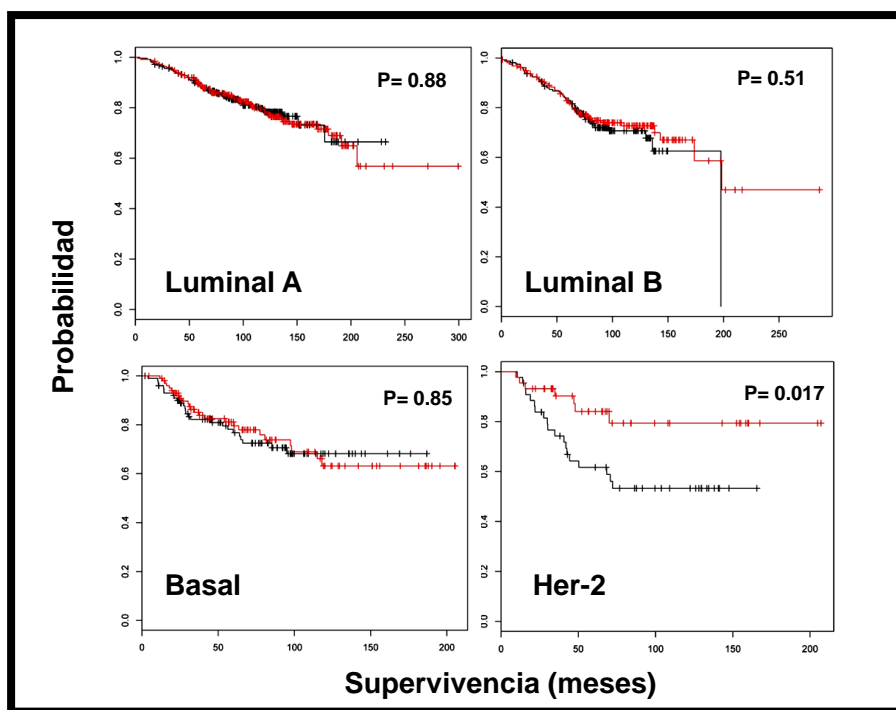 Probabilidad
1.0
0.8
0.6
0.4
0.2
0.0
P= 0.88
Luminal A
0 50 100 150 200 250 300
1.0
0.8
0.6
0.4
0.2
0.0
P= 0.51
Luminal B
0 50 100 150 200 250
1.0
0.8
0.6
0.4
0.2
0.0
P= 0.85
Basal
0 50 100 150 200
1.0
0.8
0.6
0.4
0.2
0.0
P= 0.017
Her-2
0 50 100 150 200
Supervivencia (meses)